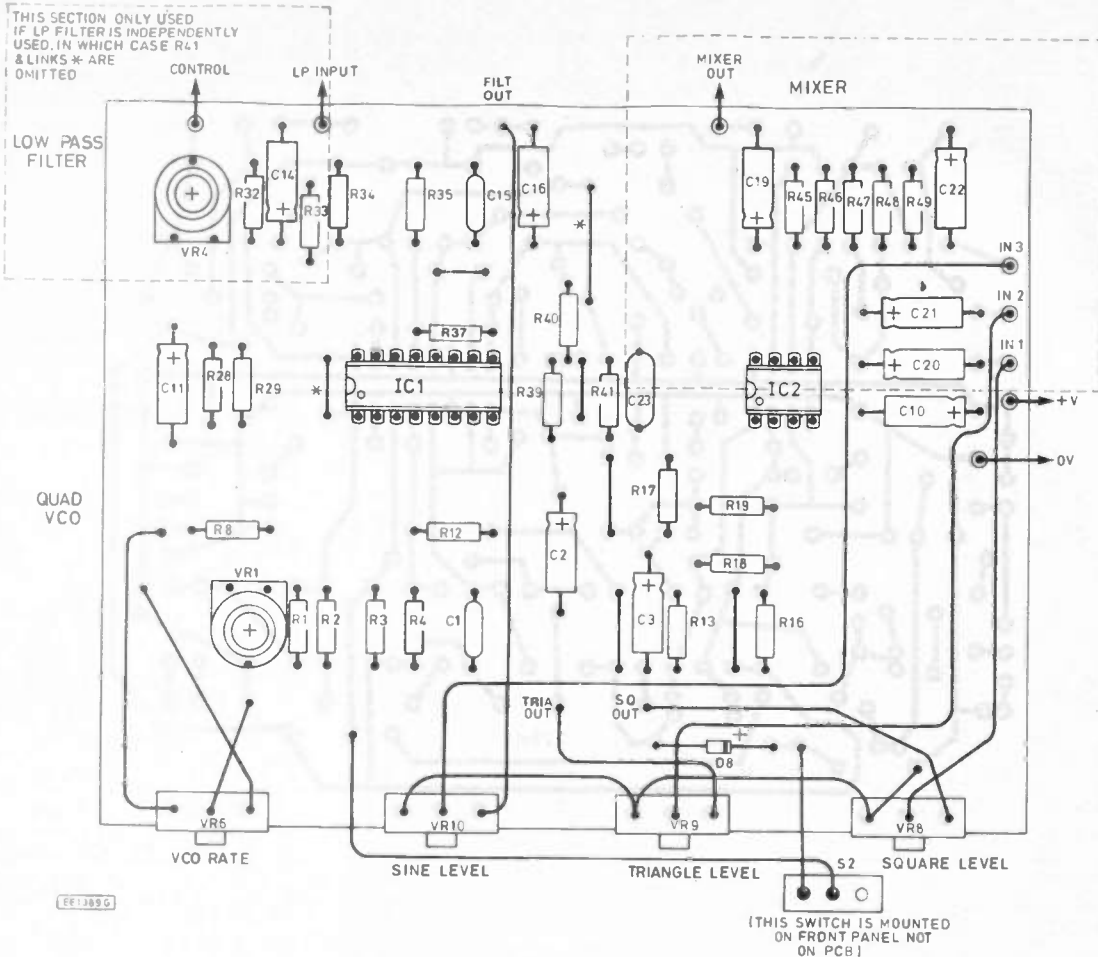 THIS SECTION ONLY USED
IF LP FILTER IS INDEPENDENTLY
USED, IN WHICH CASE R41
& LINKS * ARE
OMITTED
CONTROL
LP INPUT
FILT
OUT
MIXER
OUT
MIXER
LOW PASS
FILTER
VR4
R32
C14
R33
R34
R35
C15
C16
*
C19
R45
R46
R47
R48
R49
C22
IN 3
IN 2
IN 1
C21
C20
C10
+V
0V
R40
R37
C11
R28
R29
*
IC1
R39
R41
C23
IC2
QUAD
VCO
R8
R12
C2
R17
R19
R18
VR1
R1
R2
R3
R4
C1
C3
R13
R16
TRIA
OUT
SQ
OUT
D8
VR6
VCO RATE
VR10
SINE LEVEL
VR9
TRIANGLE LEVEL
VR8
SQUARE LEVEL
S2
(THIS SWITCH IS MOUNTED
ON FRONT PANEL NOT
ON PCB)
EE1389G